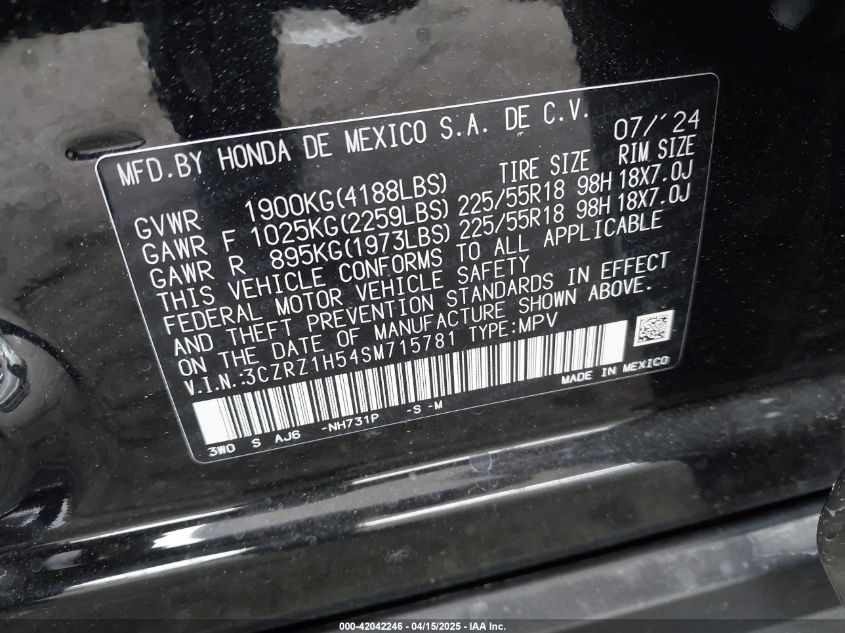 MFD.BY HONDA DE MEXICO S.A. DE C.V. 07/'24
TIRE SIZE RIM SIZE
GVWR 1900KG(4188LBS)
GAWR F 1025KG(2259LBS) 225/55R18 98H 18X7.0J
GAWR R 895KG(1973LBS) 225/55R18 98H 18X7.0J
THIS VEHICLE CONFORMS TO ALL APPLICABLE
FEDERAL MOTOR VEHICLE SAFETY
AND THEFT PREVENTION STANDARDS IN EFFECT
ON THE DATE OF MANUFACTURE SHOWN ABOVE.
V.I.N.:3CZRZ1H54SM715781 TYPE:MPV
3W0 S AJ6 -NH731P -S -M MADE IN MEXICO
000-42042246 - 04/15/2025 - IAA Inc.